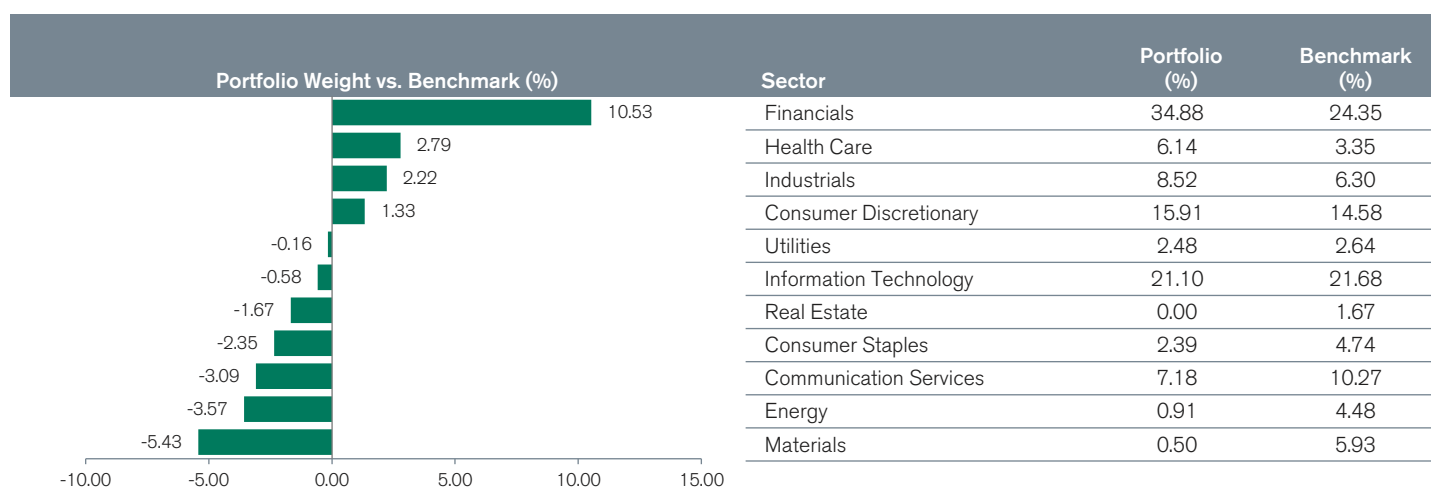 Portfolio Weight vs. Benchmark (%) Sector Portfolio (%) Benchmark (%)
10.53 Financials 34.88 24.35
2.79 Health Care 6.14 3.35
2.22 Industrials 8.52 6.30
1.33 Consumer Discretionary 15.91 14.58
-0.16 Utilities 2.48 2.64
-0.58 Information Technology 21.10 21.68
-1.67 Real Estate 0.00 1.67
-2.35 Consumer Staples 2.39 4.74
-3.09 Communication Services 7.18 10.27
-3.57 Energy 0.91 4.48
-5.43 Materials 0.50 5.93
-10.00 -5.00 0.00 5.00 10.00 15.00